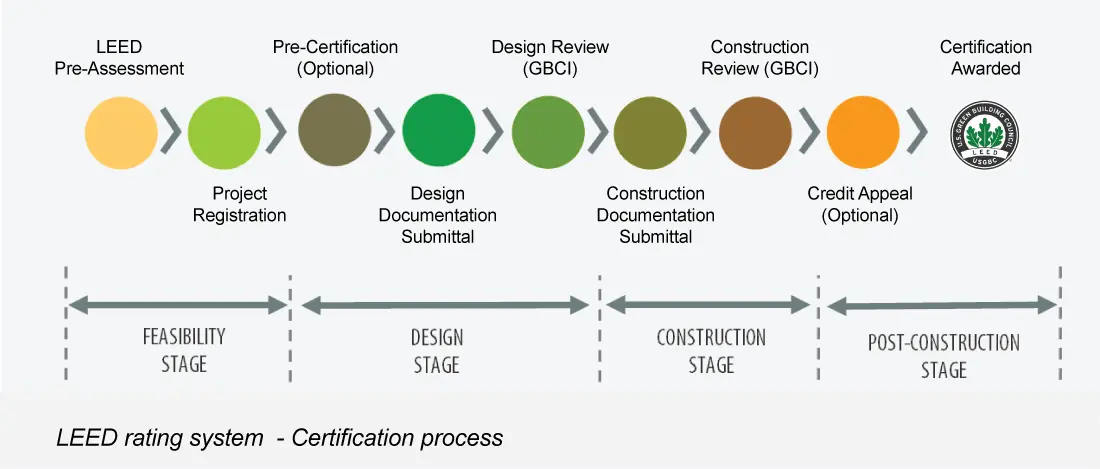 LEED
Pre-Assessment
Project
Registration
Pre-Certification
(Optional)
Design
Documentation
Submittal
Design Review
(GBCI)
Construction
Documentation
Submittal
Construction
Review (GBCI)
Credit Appeal
(Optional)
Certification
Awarded
U.S. GREEN BUILDING COUNCIL
LEED
USGBC
FEASIBILITY
STAGE
DESIGN
STAGE
CONSTRUCTION
STAGE
POST-CONSTRUCTION
STAGE
LEED rating system - Certification process